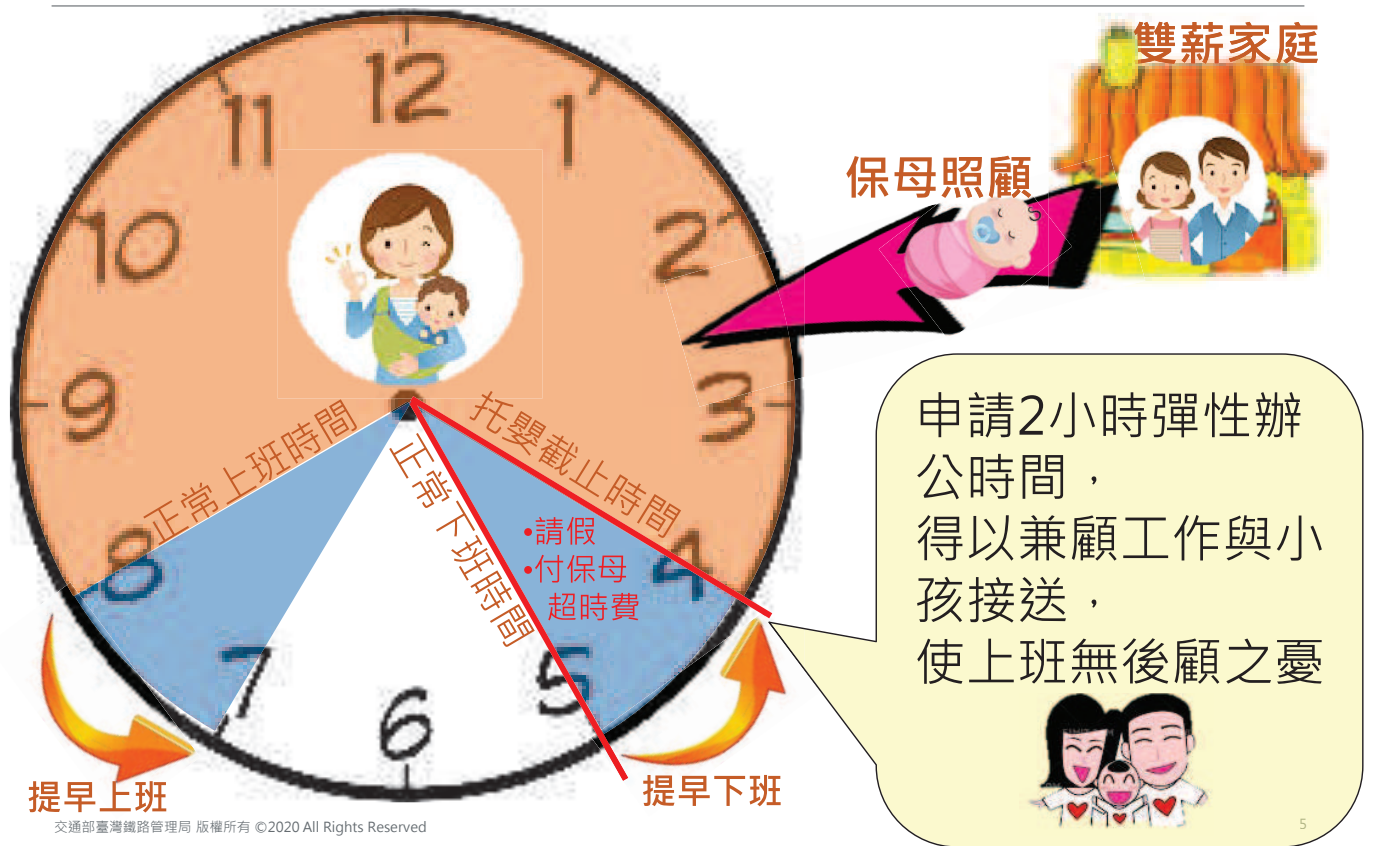 雙薪家庭
保母照顧
12
11
1
10
2
9
3
8
4
7
5
6
正常上班時間
正常下班時間
托嬰截止時間
•請假
•付保母
超時費
申請2小時彈性辦
公時間，
得以兼顧工作與小
孩接送，
使上班無後顧之憂
提早上班
提早下班
交通部臺灣鐵路管理局 版權所有 ©2020 All Rights Reserved
5